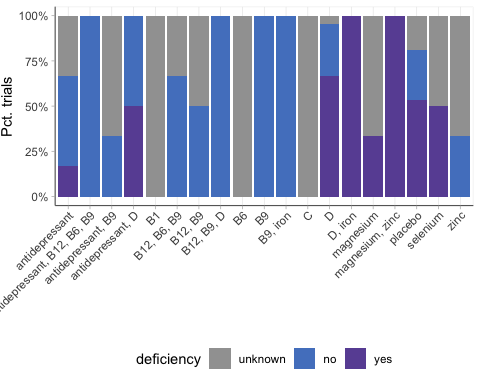 Pct. trials
100%
75%
50%
25%
0%
antidepressant
antidepressant, B12, B6, B9
antidepressant, B9
antidepressant, D
B1
B12, B6, B9
B12, B9
B12, B9, D
B6
B9
B9, iron
C
D
D, iron
magnesium
magnesium, zinc
placebo
selenium
zinc
deficiency
unknown
no
yes